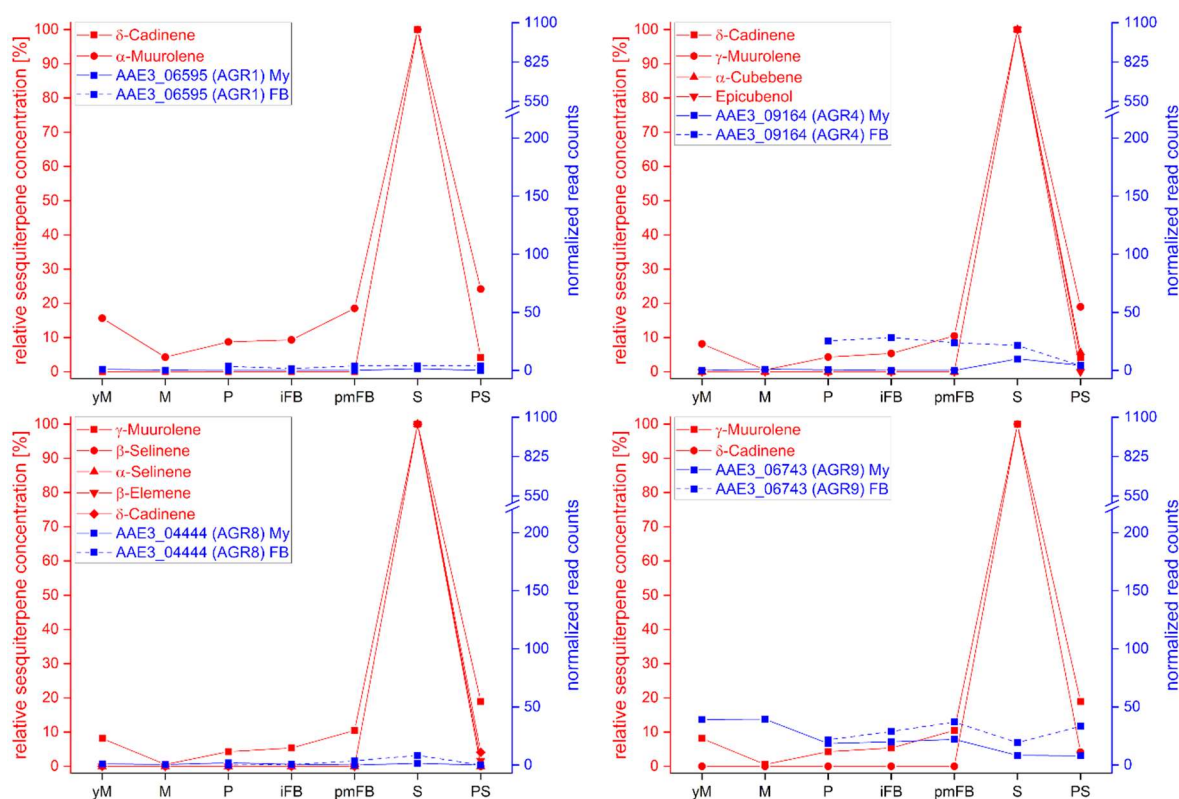 relative sesquiterpene concentration [%]
100
90
80
70
60
50
40
30
20
10
0
δ-Cadinene
α-Muurolene
AAE3_06595 (AGR1) My
AAE3_06595 (AGR1) FB
1100
825
550
200
150
100
50
0
normalized read counts
yM M P iFB pmFB S PS
relative sesquiterpene concentration [%]
100
90
80
70
60
50
40
30
20
10
0
δ-Cadinene
γ-Muurolene
α-Cubebene
Epicubenol
AAE3_09164 (AGR4) My
AAE3_09164 (AGR4) FB
1100
825
550
200
150
100
50
0
normalized read counts
yM M P iFB pmFB S PS
relative sesquiterpene concentration [%]
100
90
80
70
60
50
40
30
20
10
0
γ-Muurolene
β-Selinene
α-Selinene
β-Elemene
δ-Cadinene
AAE3_04444 (AGR8) My
AAE3_04444 (AGR8) FB
1100
825
550
200
150
100
50
0
normalized read counts
yM M P iFB pmFB S PS
relative sesquiterpene concentration [%]
100
90
80
70
60
50
40
30
20
10
0
γ-Muurolene
δ-Cadinene
AAE3_06743 (AGR9) My
AAE3_06743 (AGR9) FB
1100
825
550
200
150
100
50
0
normalized read counts
yM M P iFB pmFB S PS